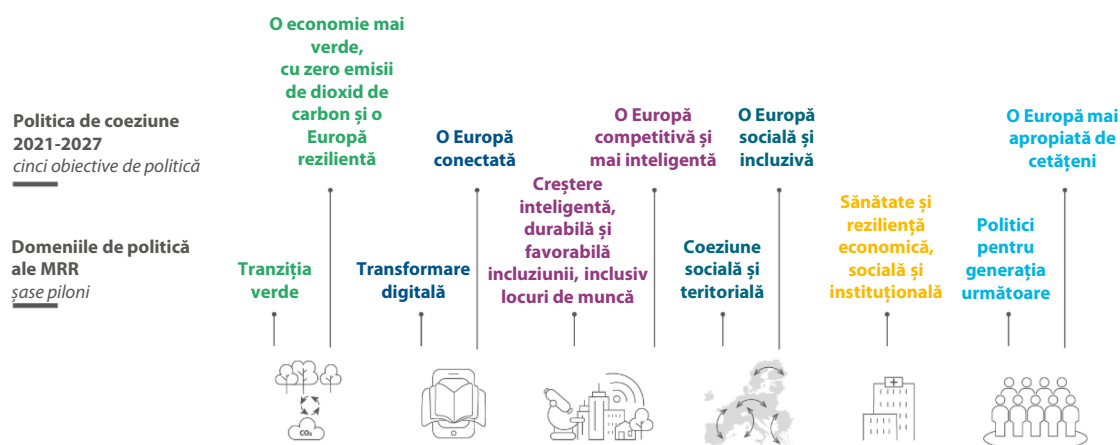 Politica de coeziune
2021-2027
cinci obiective de politică
O economie mai
verde,
cu zero emisii
de dioxid de
carbon și o
Europă
rezilientă
O Europă
conectată
O Europă
competitivă și
mai inteligentă
O Europă
socială și
incluzivă
O Europă mai
apropiată de
cetățeni
Domeniile de politică
ale MRR
șase piloni
Tranziția
verde
Transformare
digitală
Creștere
inteligentă,
durabilă și
favorabilă
incluziunii, inclusiv
locuri de muncă
Coeziune
socială și
teritorială
Sănătate și
reziliență
economică,
socială și
instituțională
Politici
pentru
generația
următoare
CO₂